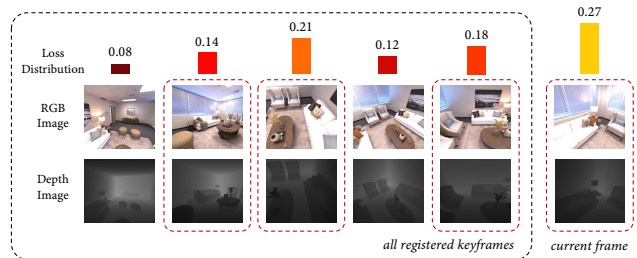 0.27
0.21
0.18
0.14
0.12
0.08
Loss
Distribution
RGB
Image
Depth
Image
all registered keyframes
current frame